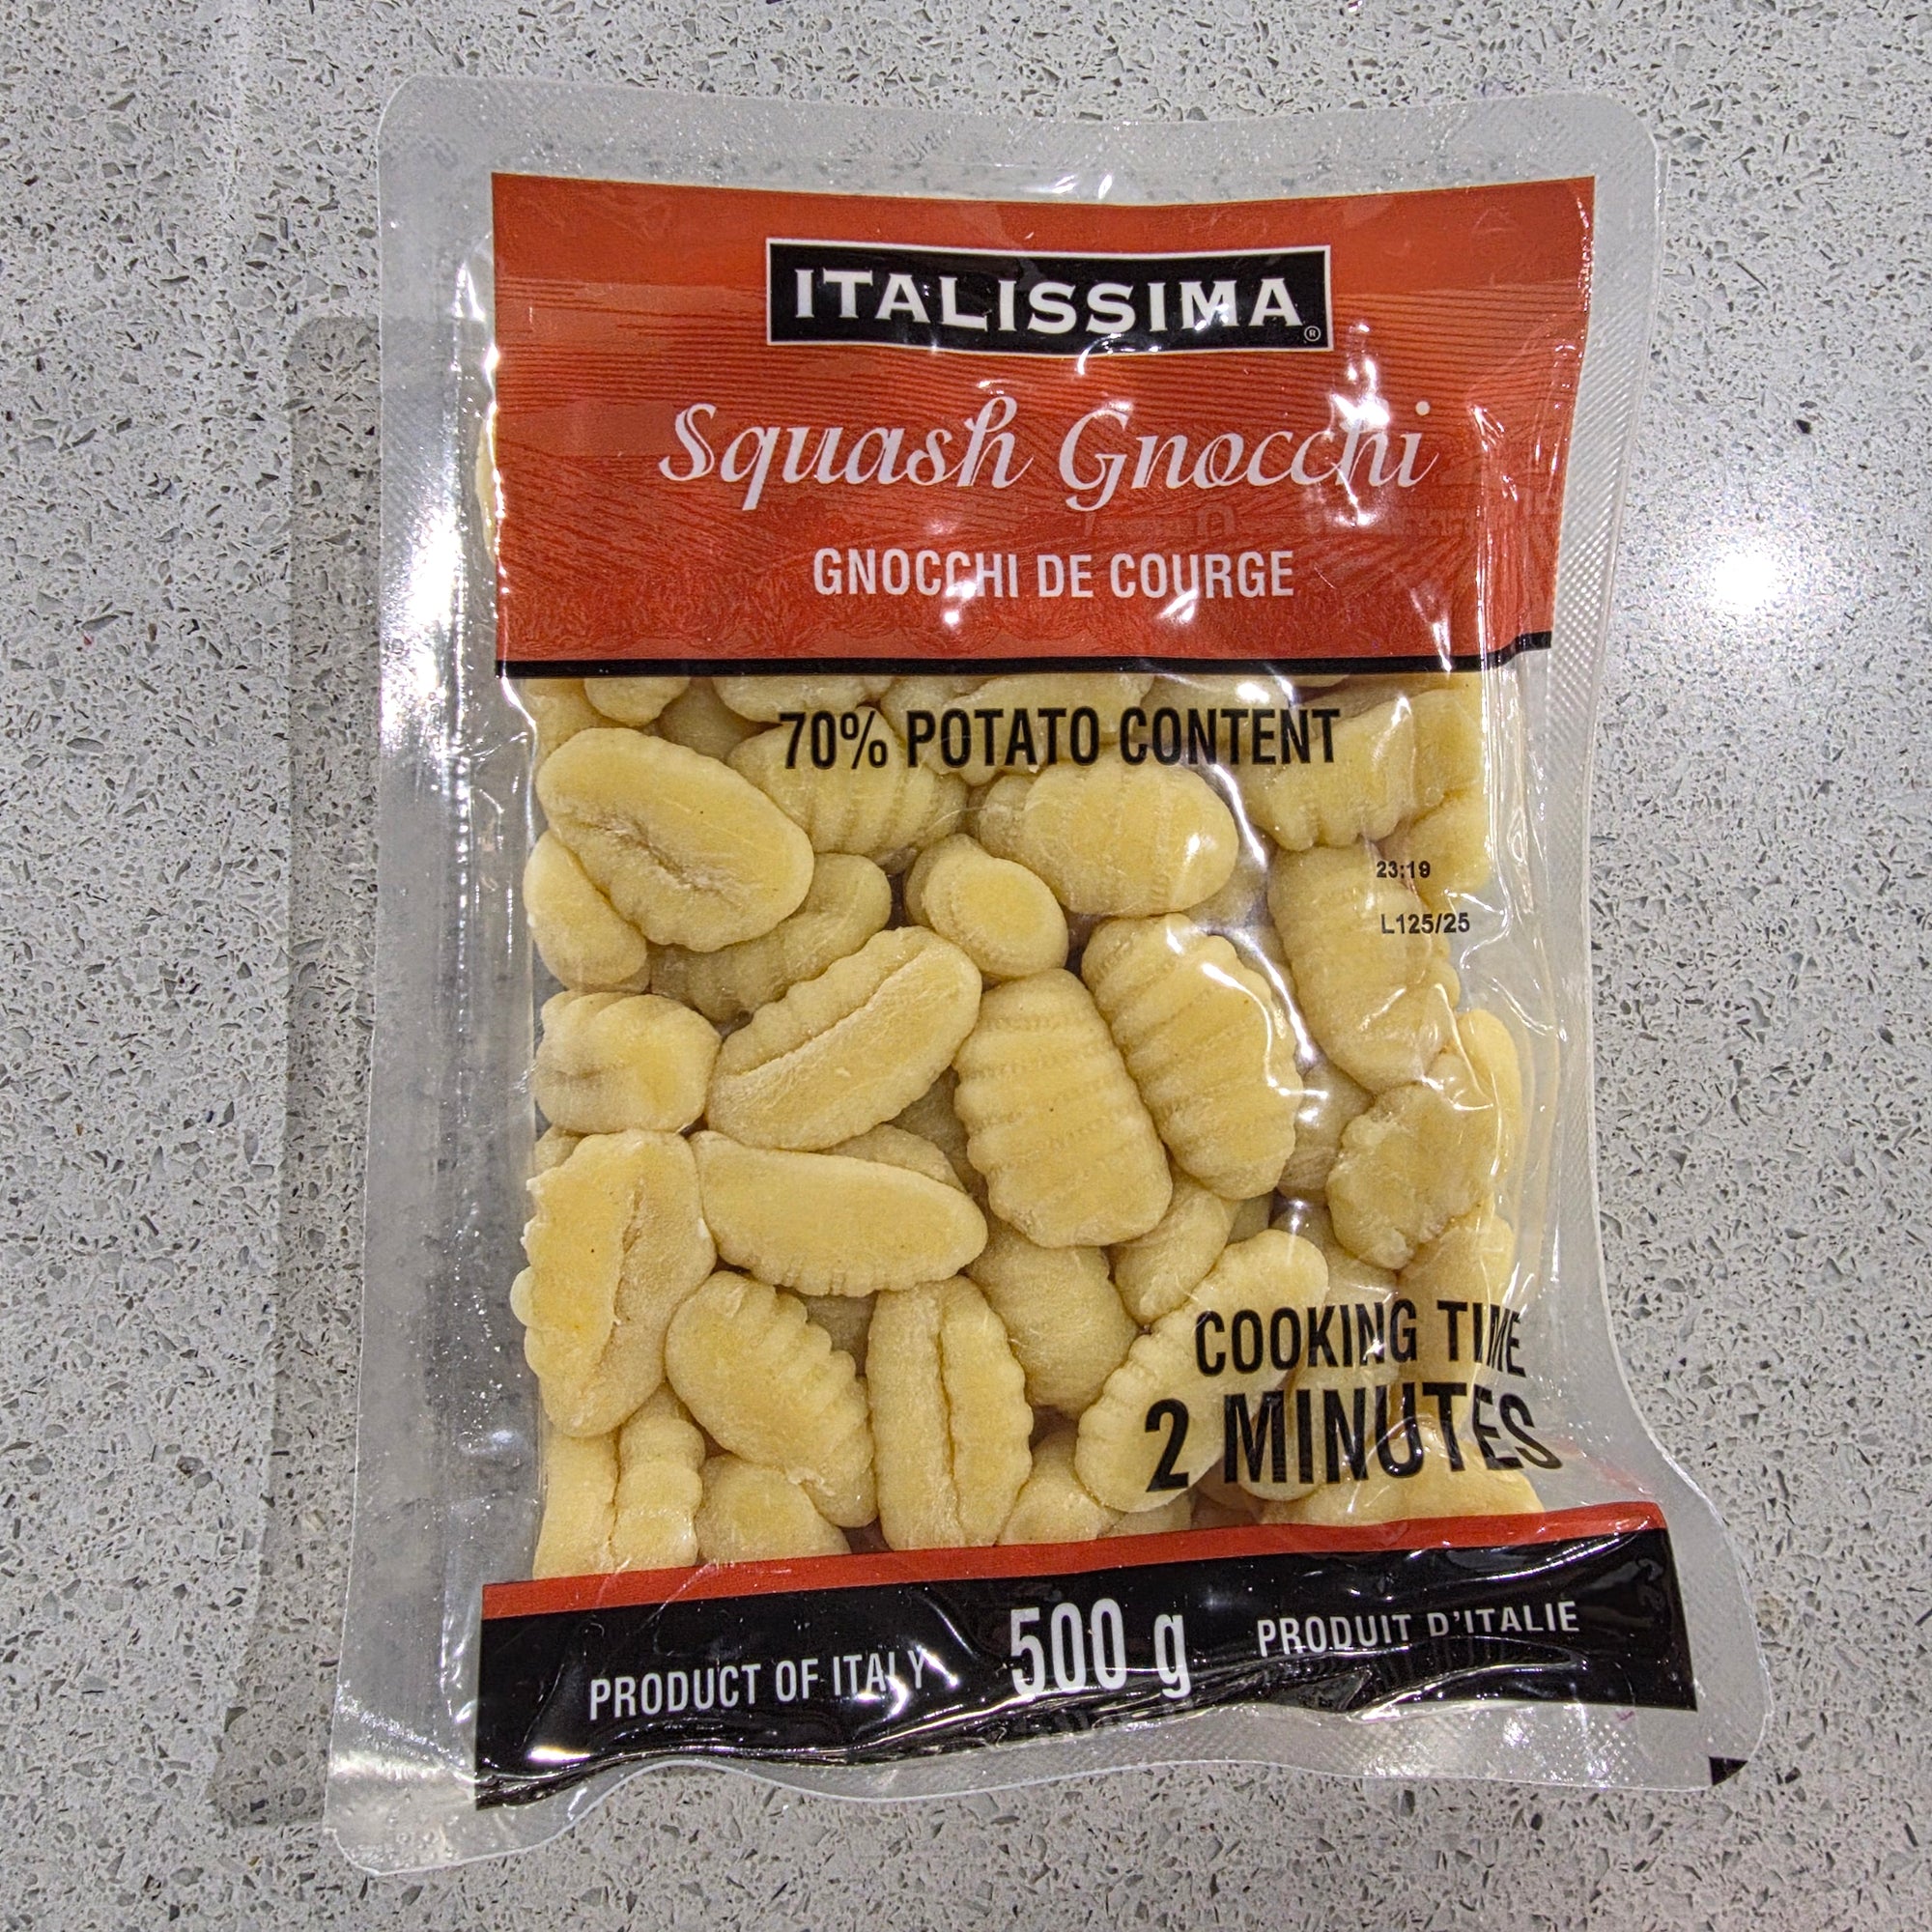 ITALISSIMA®
Squash Gnocchi
GNOCCHI DE COURGE
70% POTATO CONTENT
23:19
L125/25
COOKING TIME
2 MINUTES
PRODUCT OF ITALY 500 g PRODUIT D'ITALIE